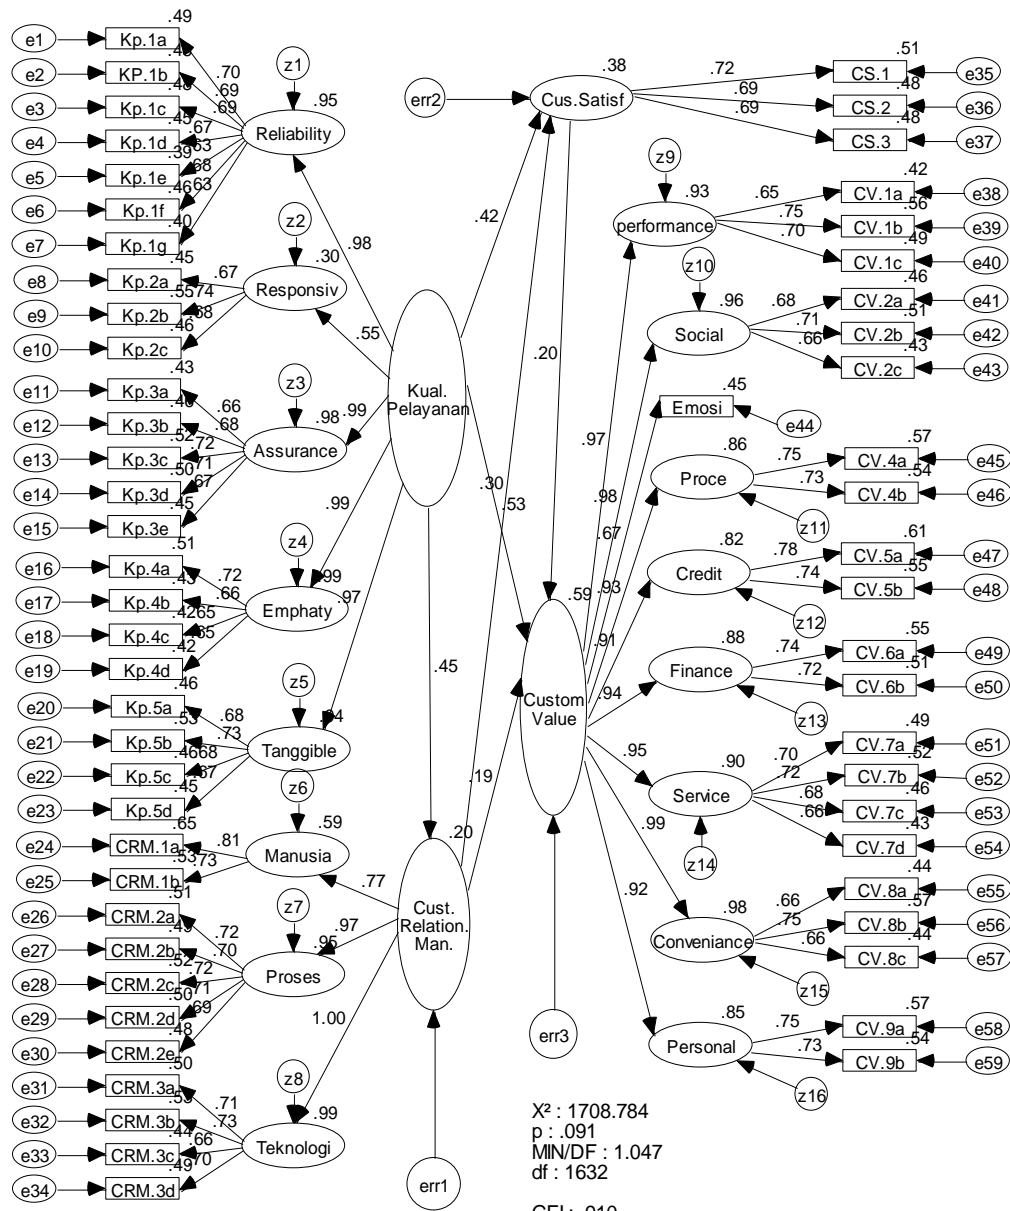 e1 Kp.1a .49
e2 KP.1b
e3 Kp.1c
e4 Kp.1d .45
e5 Kp.1e .39
e6 Kp.1f .46
e7 Kp.1g .40
.70
.69
.69
.67
.63
.68
.63
z1
.95
Reliability
e8 Kp.2a .45
e9 Kp.2b .55
e10 Kp.2c .46
.67
.74
.68
z2
.30
Responsiv
e11 Kp.3a .43
e12 Kp.3b .46
e13 Kp.3c .52
e14 Kp.3d .50
e15 Kp.3e .45
.66
.68
.72
.71
.67
z3
.98
Assurance
e16 Kp.4a .51
e17 Kp.4b .43
e18 Kp.4c .42
e19 Kp.4d .42
.72
.66
.65
.65
z4
.99
Emphaty
e20 Kp.5a .46
e21 Kp.5b .53
e22 Kp.5c .46
e23 Kp.5d .45
.68
.73
.68
.67
z5
Tanggible
e24 CRM.1a .65
e25 CRM.1b .53
.81
.73
z6
.59
Manusia
e26 CRM.2a .51
e27 CRM.2b .49
e28 CRM.2c .52
e29 CRM.2d .50
e30 CRM.2e .48
.72
.70
.72
.71
.69
z7
.95
Proses
e31 CRM.3a .50
e32 CRM.3b .53
e33 CRM.3c .44
e34 CRM.3d .49
.71
.73
.66
.70
z8
.99
Teknologi
.98
.55
.99
.99
.97
.77
.97
1.00
Kual.
Pelayanan
.42
.30
.45
.53
.19
.20
.20
Cust.
Relation.
Man.
err1
err2
.38
Cus.Satisf
.72
.69
.69
CS.1 .51 e35
CS.2 .48 e36
CS.3 .48 e37
.59
Custom
Value
err3
.97
.98
.67
.93
.91
.94
.95
.99
.92
z9
.93
performance
.65
.75
.70
CV.1a .42 e38
CV.1b .56 e39
CV.1c .49 e40
z10
.96
Social
.68
.71
.66
CV.2a .46 e41
CV.2b .51 e42
CV.2c .43 e43
.45
Emosi
e44
.86
Proce
z11
.75
.73
CV.4a .57 e45
CV.4b .54 e46
.82
Credit
z12
.78
.74
CV.5a .61 e47
CV.5b .55 e48
.88
Finance
z13
.74
.72
CV.6a .55 e49
CV.6b .51 e50
.90
Service
z14
.70
.72
.68
.66
CV.7a .49 e51
CV.7b .52 e52
CV.7c .46 e53
CV.7d .43 e54
.98
Conveniance
z15
.66
.75
.66
CV.8a .44 e55
CV.8b .57 e56
CV.8c .44 e57
.85
Personal
z16
.75
.73
CV.9a .57 e58
CV.9b .54 e59
X² : 1708.784
p : .091
MIN/DF : 1.047
df : 1632